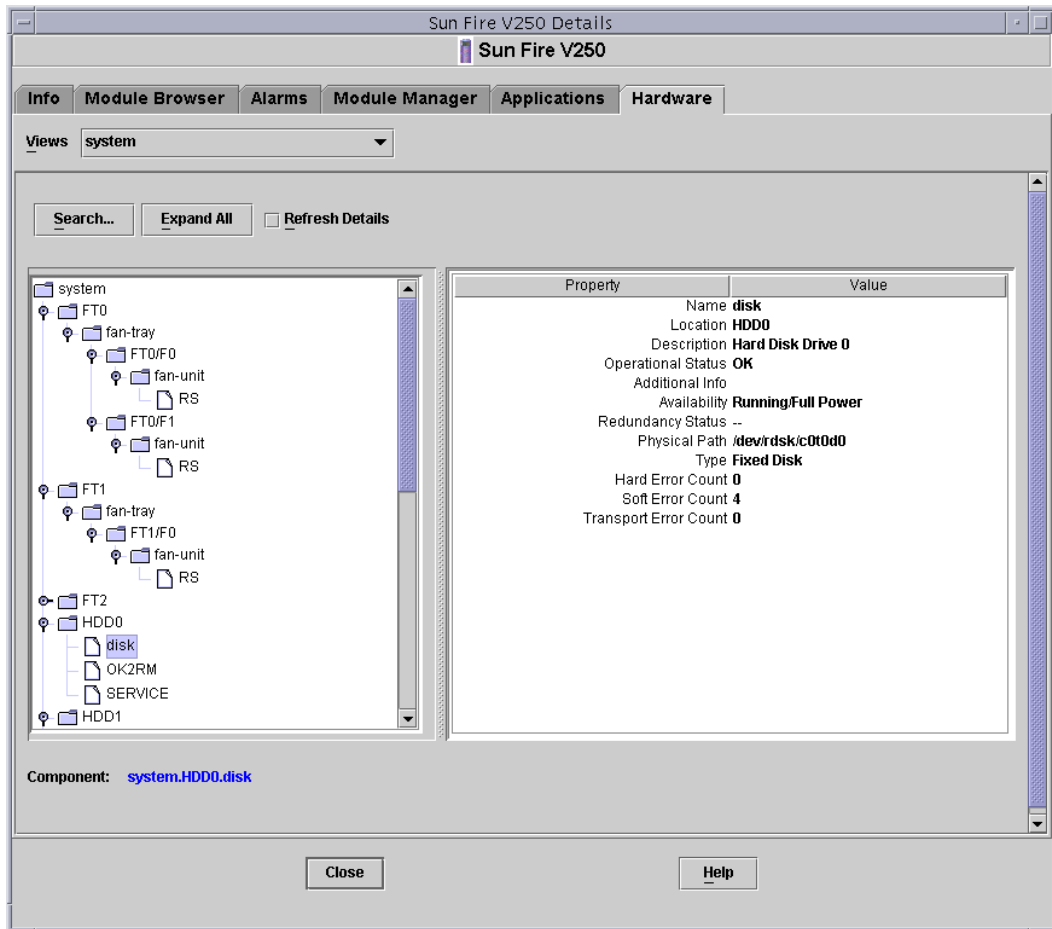 Sun Fire V250 Details
Sun Fire V250
Info Module Browser Alarms Module Manager Applications Hardware
Views system
Search... Expand All Refresh Details
system
FT0
fan-tray
FT0/F0
fan-unit
RS
FT0/F1
fan-unit
RS
FT1
fan-tray
FT1/F0
fan-unit
RS
FT2
HDD0
disk
OK2RM
SERVICE
HDD1
Property Value
Name disk
Location HDD0
Description Hard Disk Drive 0
Operational Status OK
Additional Info
Availability Running/Full Power
Redundancy Status --
Physical Path /dev/rdsk/c0t0d0
Type Fixed Disk
Hard Error Count 0
Soft Error Count 4
Transport Error Count 0
Component: system.HDD0.disk
Close Help